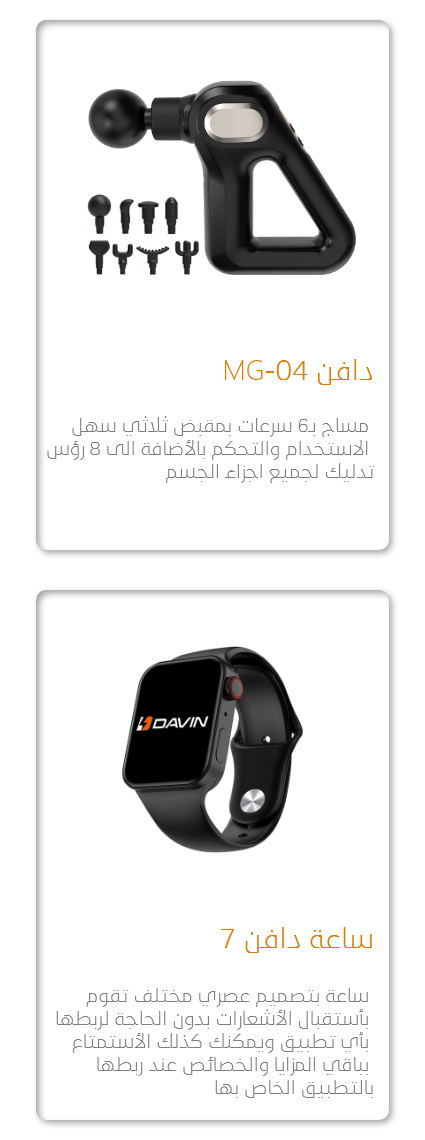 دافن MG-04
مساج بـ6 سرعات بمقبض ثلاثي سهل
الاستخدام والتحكم بالأضافة الى 8 رؤس
تدليك لجميع اجزاء الجسم
DAVIN
ساعة دافن 7
ساعة بتصميم عصري مختلف تقوم
بأستقبال الأشعارات بدون الحاجة لربطها
بأي تطبيق ويمكنك كذلك الأستمتاع
بباقي المزايا والخصائص عند ربطها
بالتطبيق الخاص بها